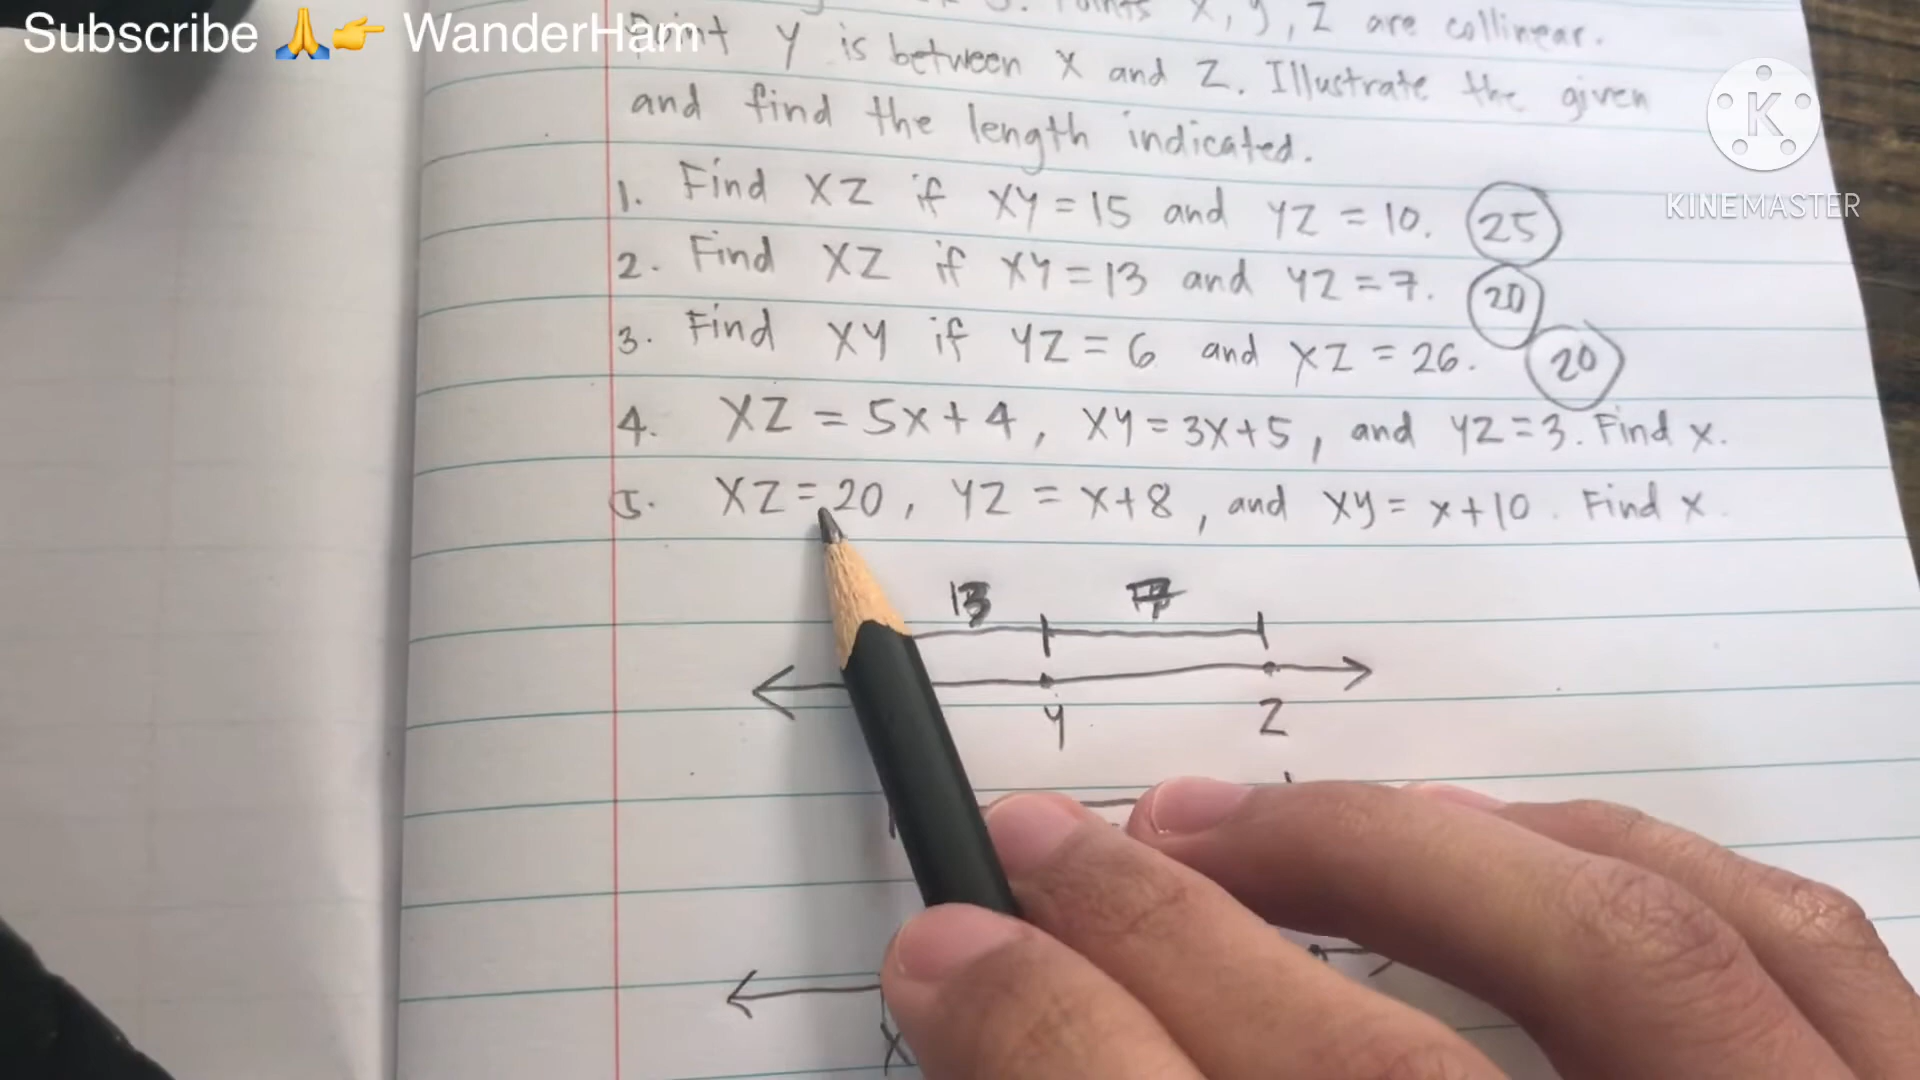 Subscribe 🙏👉 WanderHam
Points X, Y, Z are collinear.
Point Y is between X and Z. Illustrate the given
and find the length indicated.
1. Find XZ if XY = 15 and YZ = 10. 25
2. Find XZ if XY = 13 and YZ = 7. 20
3. Find XY if YZ = 6 and XZ = 26. 20
4. XZ = 5x + 4, XY = 3x + 5, and YZ = 3. Find x.
5. XZ = 20, YZ = x + 8, and XY = x + 10. Find x
13 7
Y Z
X
K
KINEMASTER